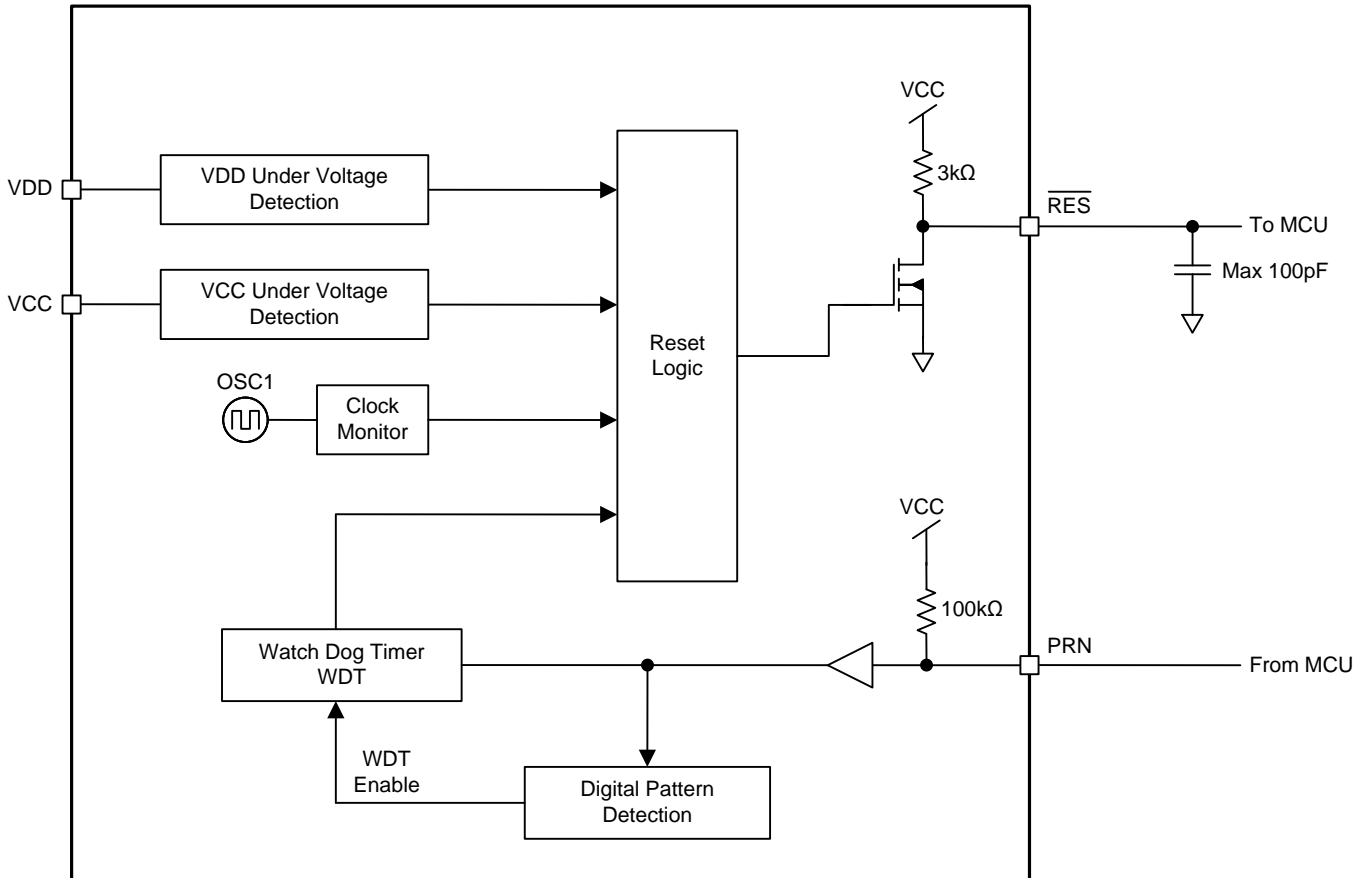 VCC
3kΩ
RES
To MCU
Max 100pF
VDD
VDD Under Voltage
Detection
VCC
VCC Under Voltage
Detection
Reset
Logic
OSC1
Clock
Monitor
VCC
100kΩ
PRN
From MCU
Watch Dog Timer
WDT
WDT
Enable
Digital Pattern
Detection